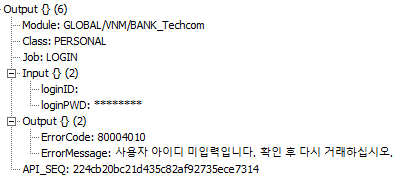 Output {} (6)
Module: GLOBAL/VNM/BANK_Techcom
Class: PERSONAL
Job: LOGIN
Input {} (2)
loginID:
loginPWD: ********
Output {} (2)
ErrorCode: 80004010
ErrorMessage: 사용자 아이디 미입력입니다. 확인 후 다시 거래하십시오.
API_SEQ: 224cb20bc21d435c82af92735ece7314